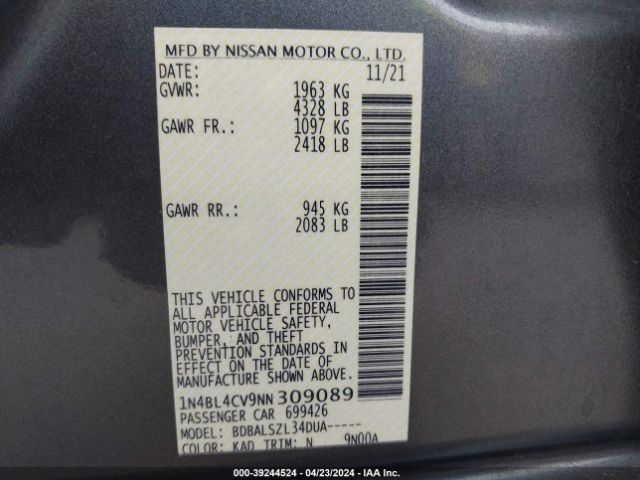 MFD BY NISSAN MOTOR CO., LTD.
DATE: 11/21
GVWR: 1963 KG
4328 LB
GAWR FR.: 1097 KG
2418 LB
GAWR RR.: 945 KG
2083 LB
THIS VEHICLE CONFORMS TO
ALL APPLICABLE FEDERAL
MOTOR VEHICLE SAFETY,
BUMPER, AND THEFT
PREVENTION STANDARDS IN
EFFECT ON THE DATE OF
MANUFACTURE SHOWN ABOVE.
1N4BL4CV9NN309089
PASSENGER CAR 699426
MODEL: BDBALSZL34DUA-----
COLOR: KAD TRIM: N 9N00A
000-39244524 - 04/23/2024 - IAA Inc.